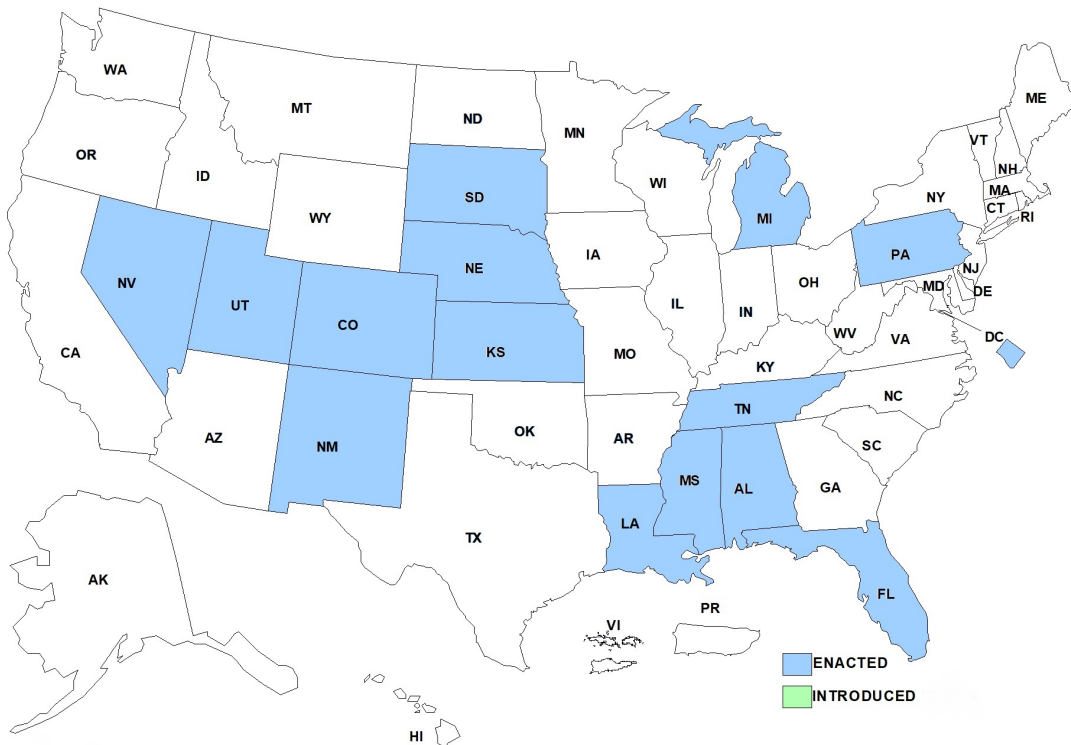 WA
MT
ND
MN
ME
OR
ID
WY
SD
WI
MI
VT
NH
NY
MA
CT
RI
NV
UT
CO
NE
IA
IL
IN
OH
PA
NJ
MD
DE
DC
CA
KS
MO
KY
WV
VA
AZ
NM
OK
AR
TN
NC
SC
TX
LA
MS
AL
GA
FL
AK
HI
VI
PR
ENACTED
INTRODUCED